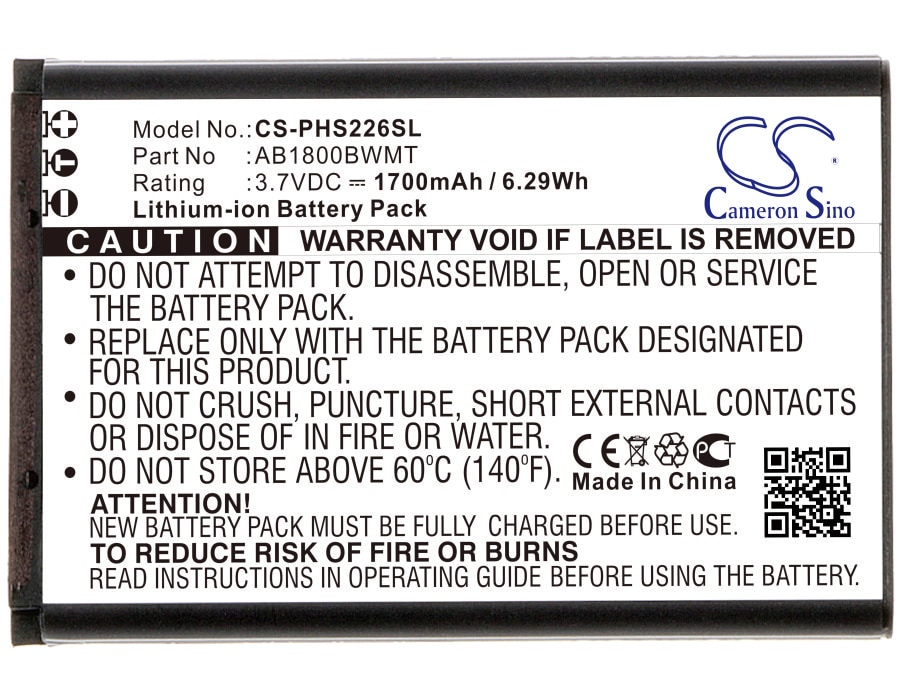 Model No.: CS-PHS226SL
Part No : AB1800BWMT
Rating : 3.7VDC ⎓ 1700mAh / 6.29Wh
Lithium-ion Battery Pack
CS
Cameron Sino
CAUTION WARRANTY VOID IF LABEL IS REMOVED
• DO NOT ATTEMPT TO DISASSEMBLE, OPEN OR SERVICE
THE BATTERY PACK.
• REPLACE ONLY WITH THE BATTERY PACK DESIGNATED
FOR THIS PRODUCT.
• DO NOT CRUSH, PUNCTURE, SHORT EXTERNAL CONTACTS
OR DISPOSE OF IN FIRE OR WATER.
• DO NOT STORE ABOVE 60°C (140°F).
CE PCT
Made In China
ATTENTION!
NEW BATTERY PACK MUST BE FULLY CHARGED BEFORE USE.
TO REDUCE RISK OF FIRE OR BURNS
READ INSTRUCTIONS IN OPERATING GUIDE BEFORE USING THE BATTERY.
+
T
-